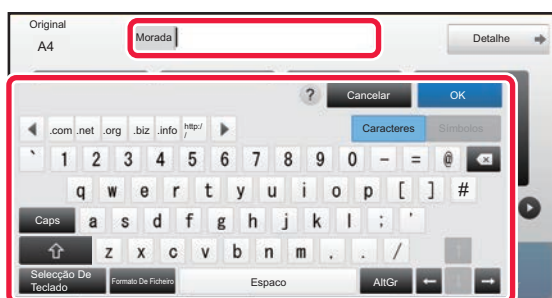 Original
A4
Morada
Detalhe
? Cancelar OK
.com .net .org .biz .info http:// Caracteres Símbolos
` 1 2 3 4 5 6 7 8 9 0 - = @
q w e r t y u i o p [ ] #
Caps a s d f g h j k l ; '
z x c v b n m . . /
Selecção De Teclado Formato De Ficheiro Espaco AltGr